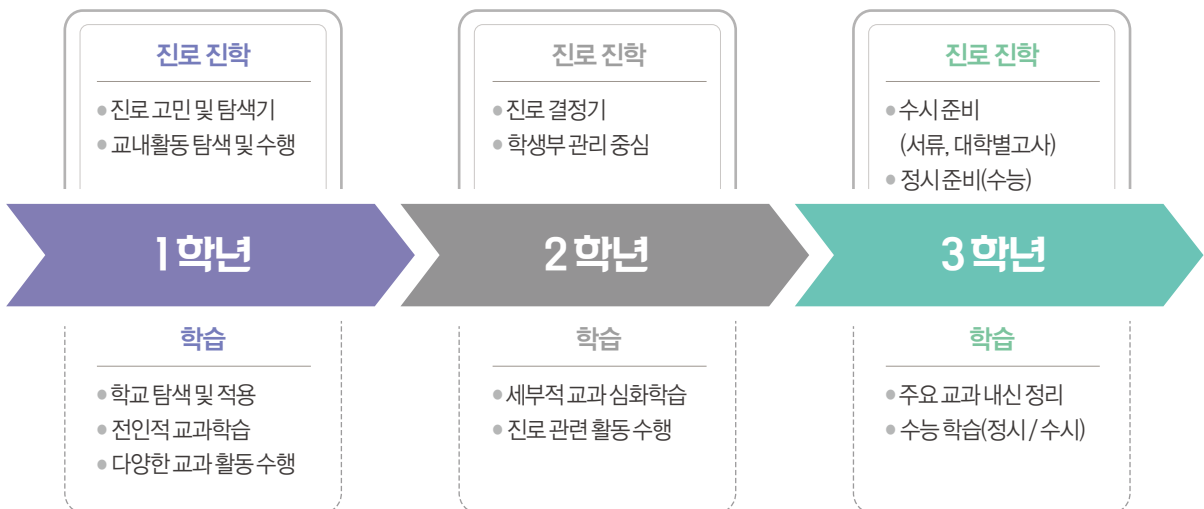 진로 진학
진로 고민 및 탐색기
교내활동 탐색 및 수행
진로 진학
진로 결정기
학생부 관리 중심
진로 진학
수시 준비
(서류, 대학별고사)
정시 준비(수능)
1학년
2학년
3학년
학습
학교 탐색 및 적용
전인적 교과학습
다양한 교과 활동 수행
학습
세부적 교과 심화학습
진로 관련 활동 수행
학습
주요 교과 내신 정리
수능 학습(정시 / 수시)